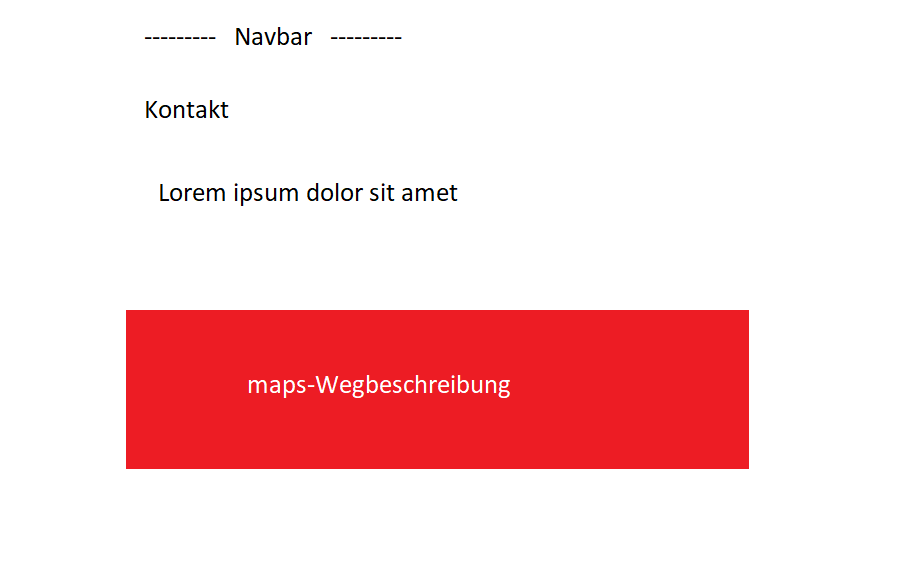 --------- Navbar ---------
Kontakt
Lorem ipsum dolor sit amet
maps-Wegbeschreibung